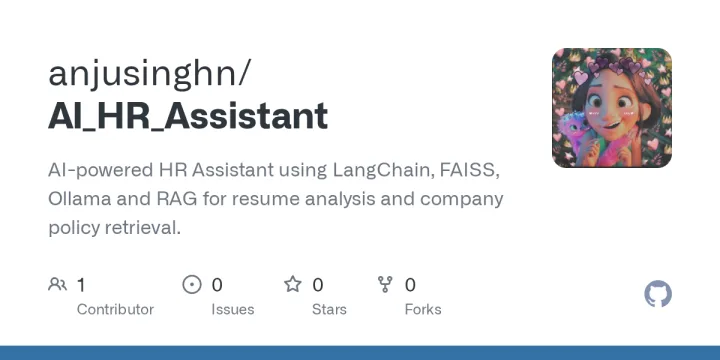 anjusinghn/
AI_HR_Assistant
AI-powered HR Assistant using LangChain, FAISS,
Ollama and RAG for resume analysis and company
policy retrieval.
1 0 0 0
Contributor Issues Stars Forks